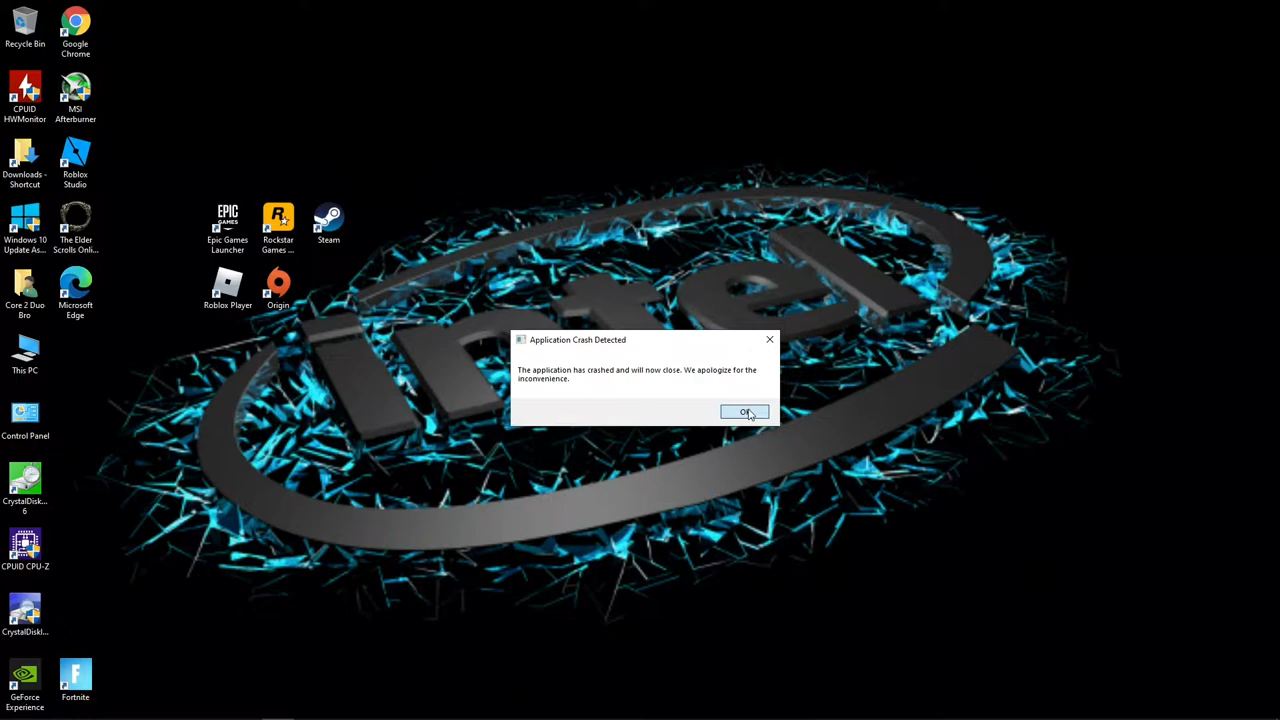 Recycle Bin
Google
Chrome
CPUID
HWMonitor
MSI
Afterburner
Downloads -
Shortcut
Roblox
Studio
Windows 10
Update As...
The Elder
Scrolls Onli...
Core 2 Duo
Bro
Microsoft
Edge
This PC
Control Panel
CrystalDisk...
6
CPUID CPU-Z
CrystalDiskI...
GeForce
Experience
F
Fortnite
EPIC
GAMES
Epic Games
Launcher
R
Rockstar
Games ...
Steam
Roblox Player
Origin
intel
Application Crash Detected
The application has crashed and will now close. We apologize for the
inconvenience.